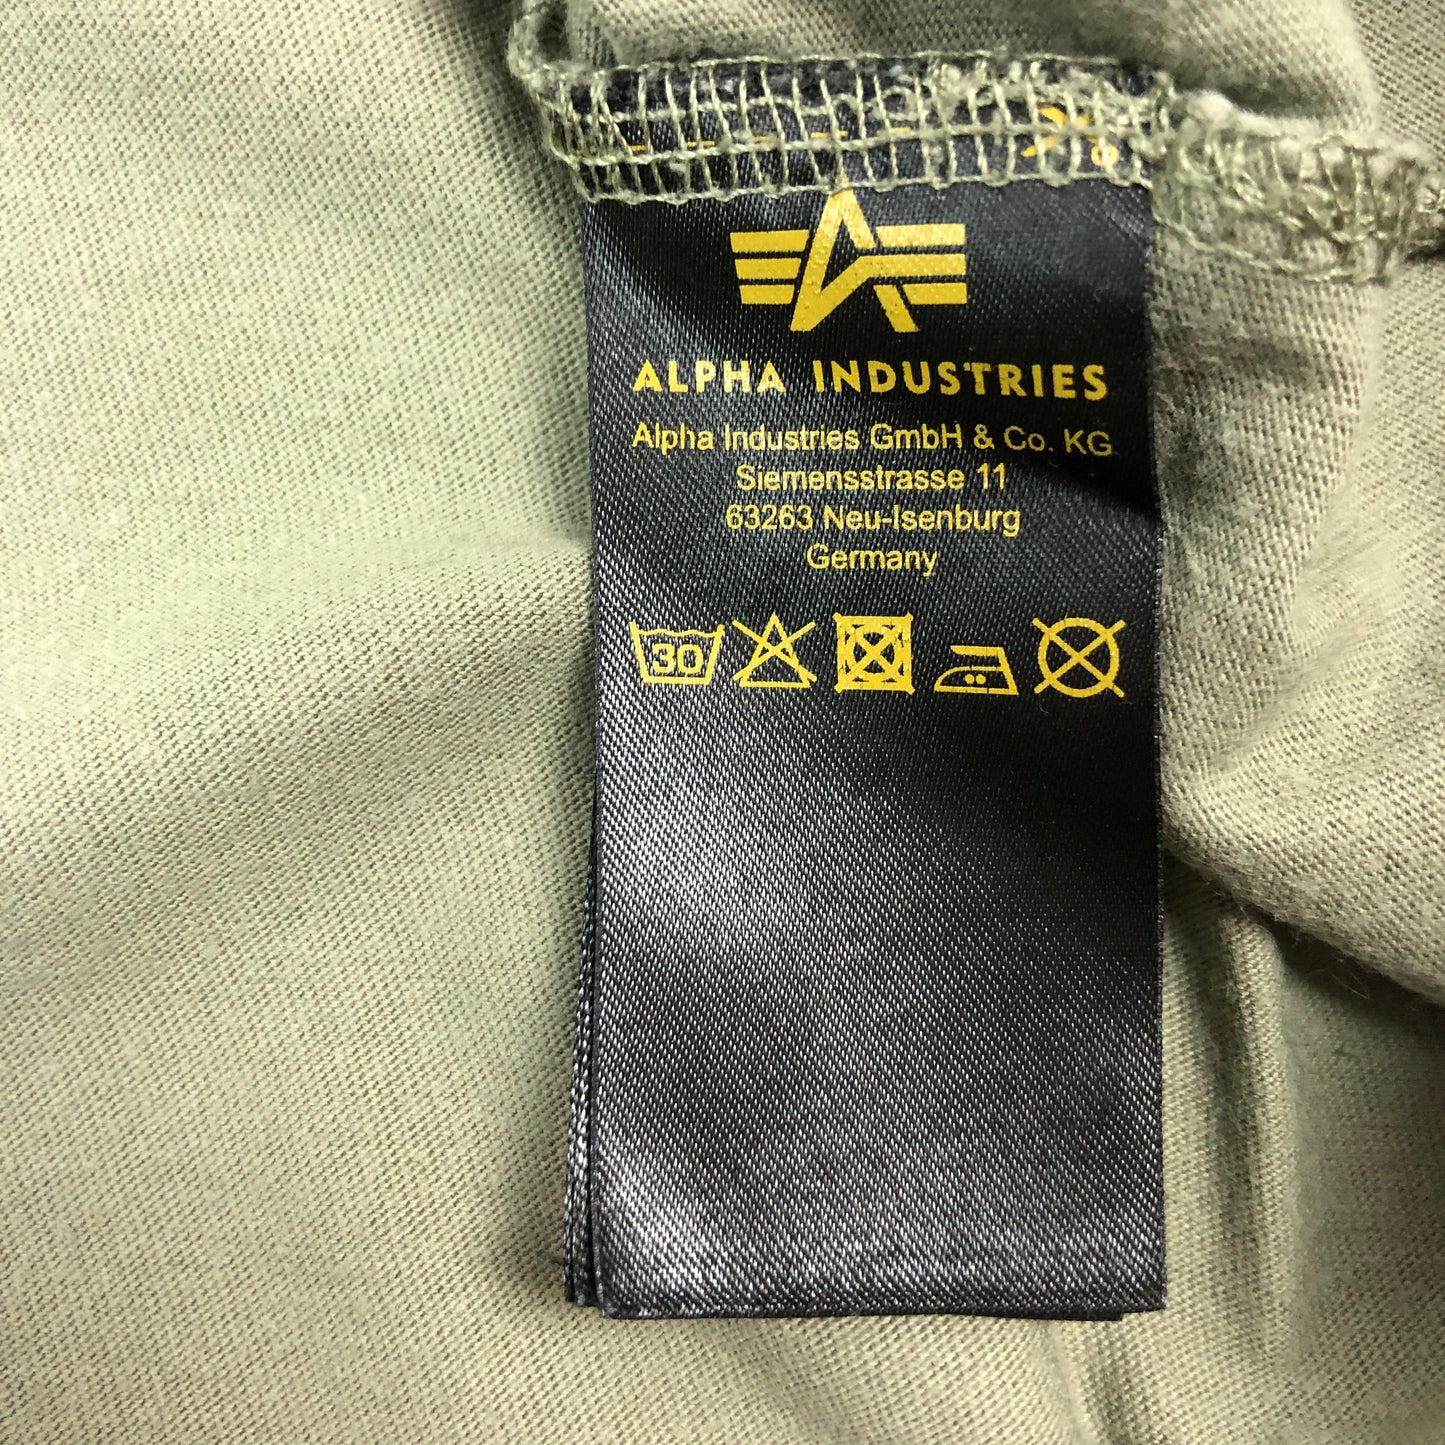 ALPHA INDUSTRIES
Alpha Industries GmbH & Co. KG
Siemensstrasse 11
63263 Neu-Isenburg
Germany
30